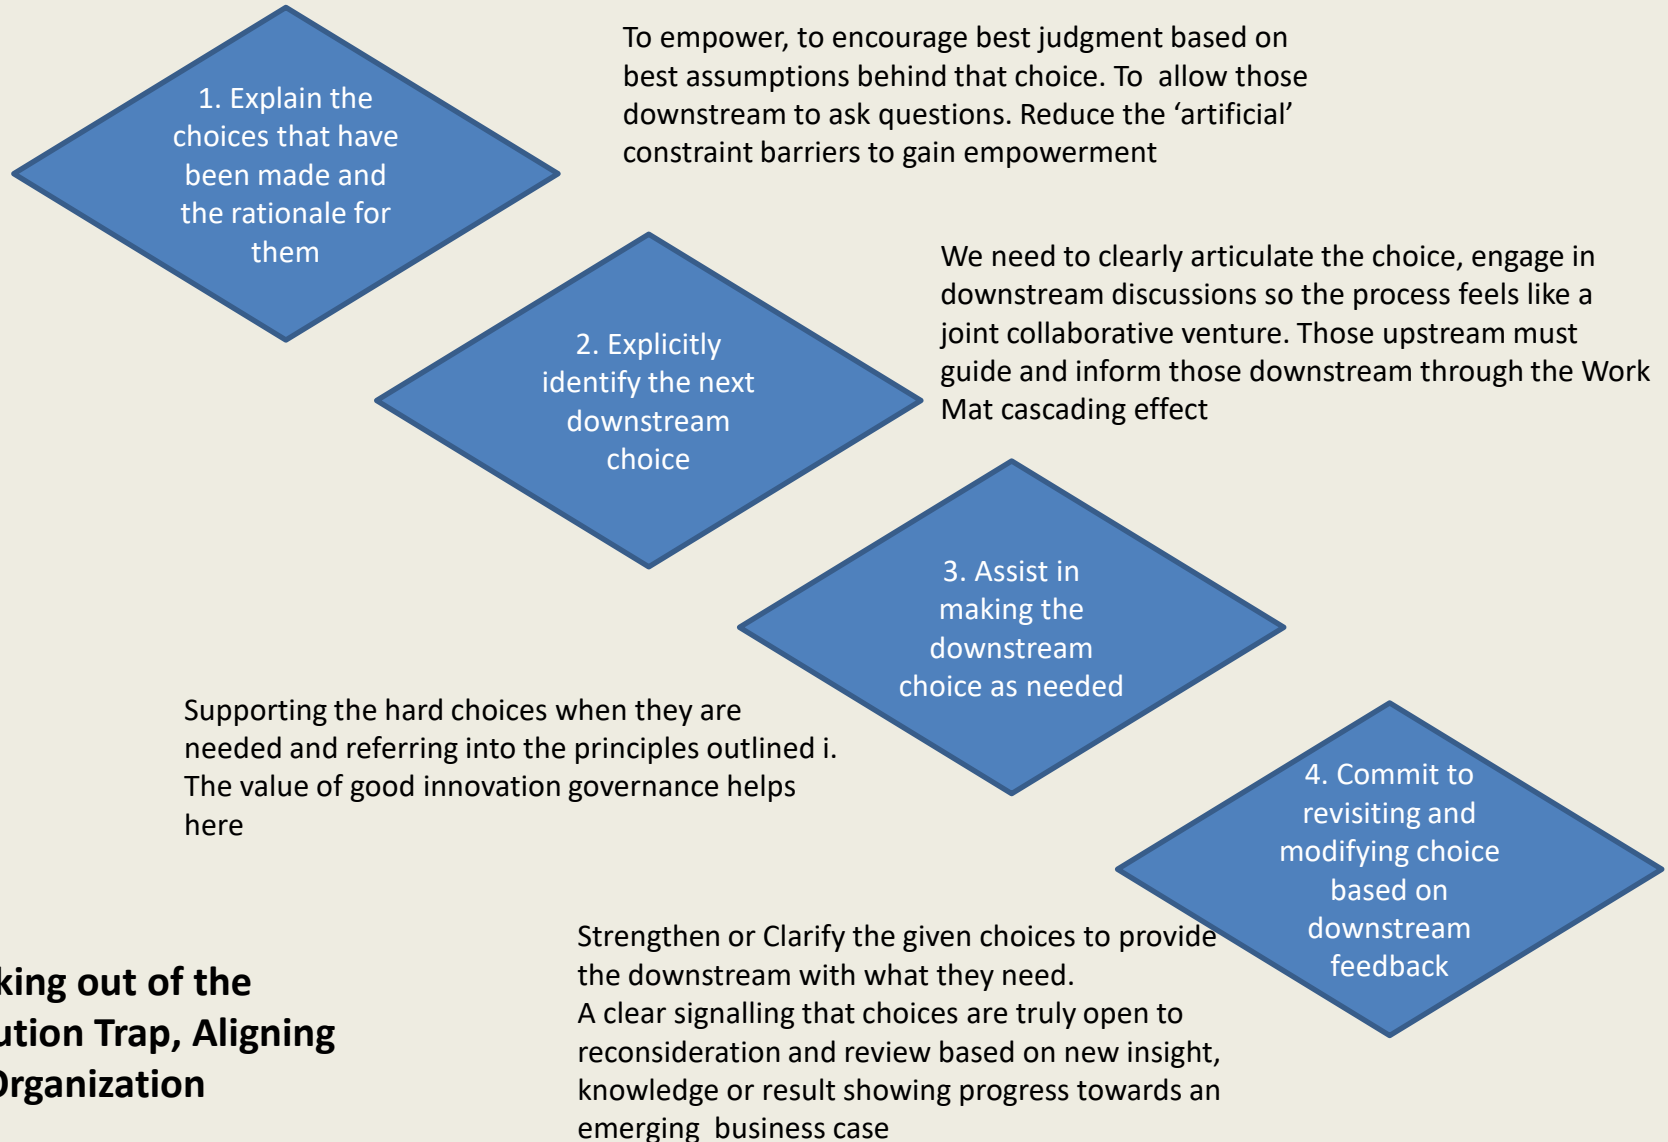 1. Explain the
choices that have
been made and
the rationale for
them
To empower, to encourage best judgment based on
best assumptions behind that choice. To  allow those
downstream to ask questions. Reduce the ‘artificial’
constraint barriers to gain empowerment
2. Explicitly
identify the next
downstream
choice
We need to clearly articulate the choice, engage in
downstream discussions so the process feels like a
joint collaborative venture. Those upstream must
guide and inform those downstream through the Work
Mat cascading effect
3. Assist in
making the
downstream
choice as needed
Supporting the hard choices when they are
needed and referring into the principles outlined i.
The value of good innovation governance helps
here
4. Commit to
revisiting and
modifying choice
based on
downstream
feedback
Strengthen or Clarify the given choices to provide
the downstream with what they need.
A clear signalling that choices are truly open to
reconsideration and review based on new insight,
knowledge or result showing progress towards an
emerging  business case
king out of the
ution Trap, Aligning
Organization